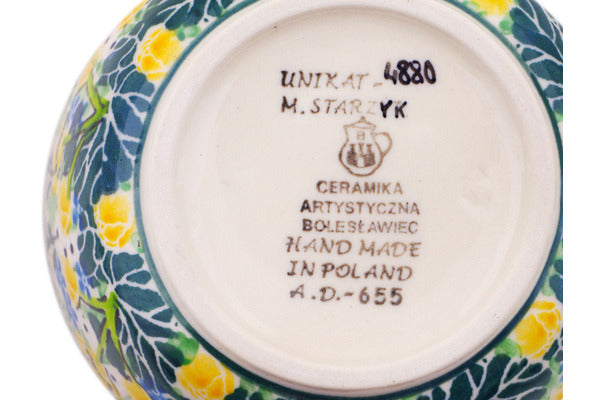 UNIKAT-4880
M. STARZYK
CERAMIKA
ARTYSTYCZNA
BOLESŁAWIEC
HAND MADE
IN POLAND
A.D.-655